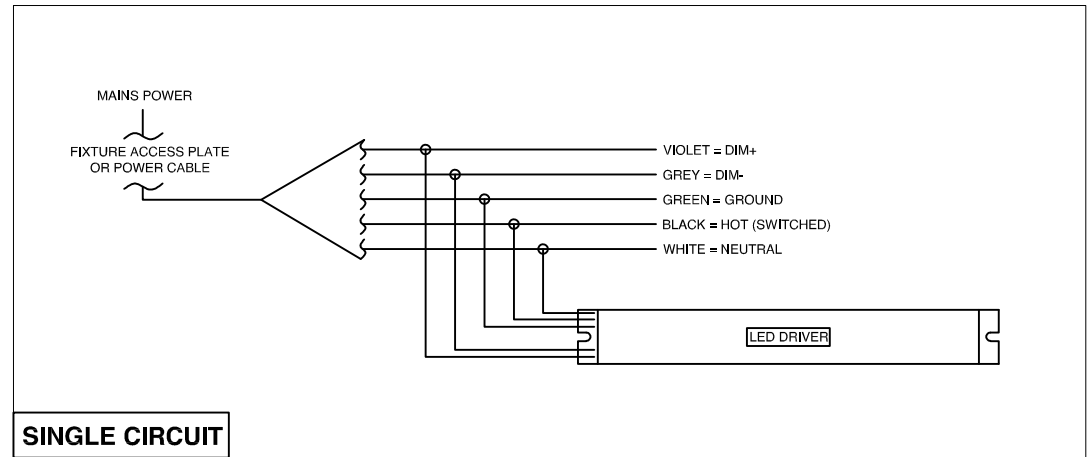 MAINS POWER
FIXTURE ACCESS PLATE
OR POWER CABLE
VIOLET = DIM+
GREY = DIM-
GREEN = GROUND
BLACK = HOT (SWITCHED)
WHITE = NEUTRAL
LED DRIVER
SINGLE CIRCUIT